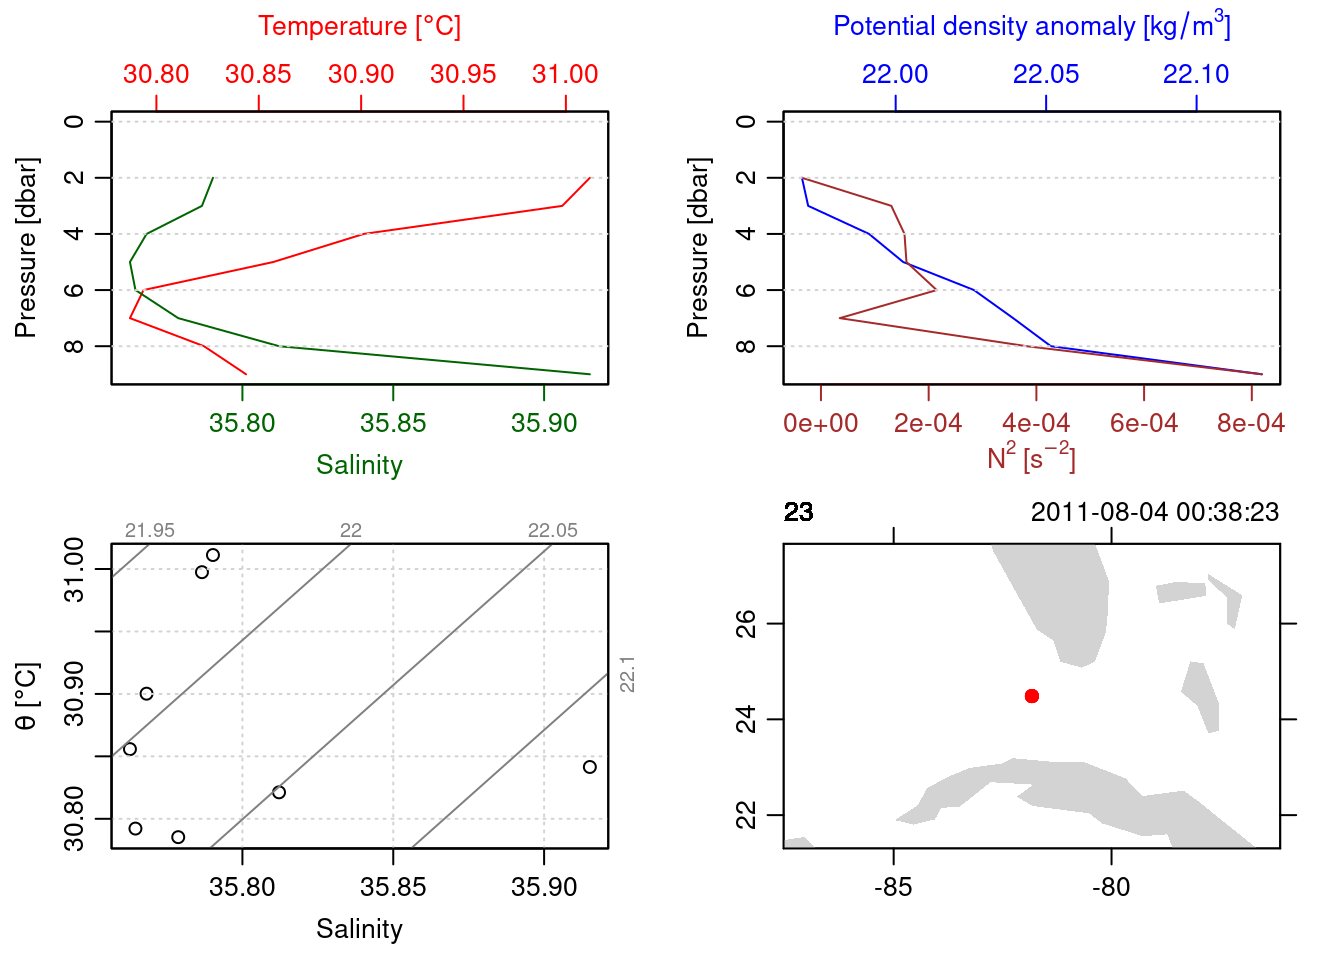 Temperature [°C]
30.80 30.85 30.90 30.95 31.00
Pressure [dbar]
0
2
4
6
8
35.80 35.85 35.90
Salinity
Potential density anomaly [kg/m³]
22.00 22.05 22.10
Pressure [dbar]
0
2
4
6
8
0e+00 2e-04 4e-04 6e-04 8e-04
N² [s⁻²]
21.95 22 22.05
22.1
θ [°C]
31.00
30.90
30.80
35.80 35.85 35.90
Salinity
23 2011-08-04 00:38:23
26
24
22
-85 -80